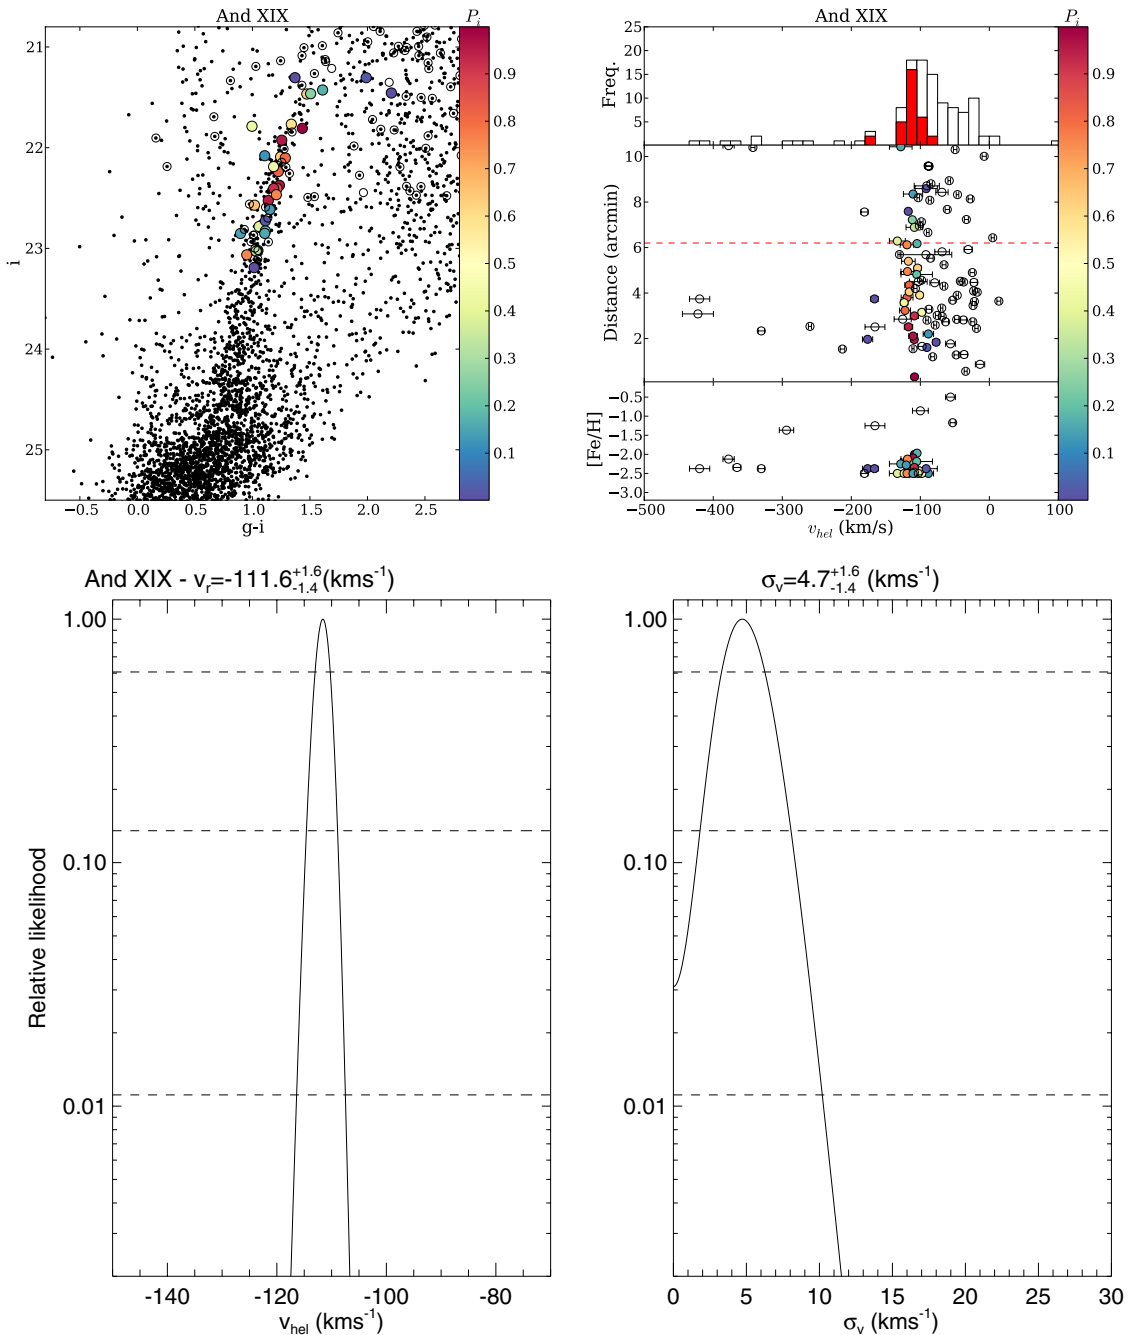 And XIX
P_i
21
22
23
24
25
i
−0.5 0.0 0.5 1.0 1.5 2.0 2.5
g-i
0.9
0.8
0.7
0.6
0.5
0.4
0.3
0.2
0.1
And XIX
P_i
25
20
15
10
5
Freq.
10
8
6
4
2
Distance (arcmin)
−0.5
−1.0
−1.5
−2.0
−2.5
−3.0
[Fe/H]
−500 −400 −300 −200 −100 0 100
v_hel (km/s)
0.9
0.8
0.7
0.6
0.5
0.4
0.3
0.2
0.1
And XIX - v_r=-111.6^{+1.6}_{-1.4}(kms^{-1})
1.00
0.10
0.01
Relative likelihood
-140 -120 -100 -80
v_hel (kms^{-1})
σ_v=4.7^{+1.6}_{-1.4} (kms^{-1})
1.00
0.10
0.01
0 5 10 15 20 25 30
σ_v (kms^{-1})